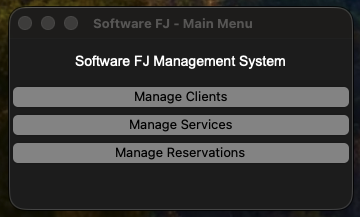 Software FJ - Main Menu
Software FJ Management System
Manage Clients
Manage Services
Manage Reservations